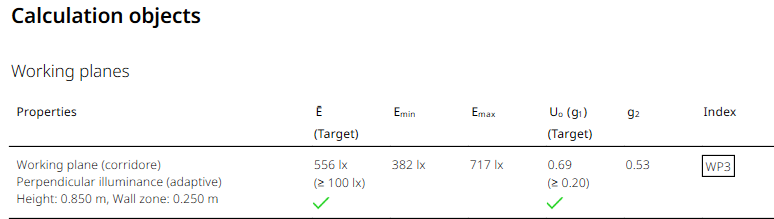 Calculation objects
Working planes
Properties Ē Eₘᵢₙ Eₘₐₓ Uₒ (g₁) g₂ Index
(Target) (Target)
Working plane (corridore) 556 lx 382 lx 717 lx 0.69 0.53 WP3
Perpendicular illuminance (adaptive) (≥ 100 lx) (≥ 0.20)
Height: 0.850 m, Wall zone: 0.250 m